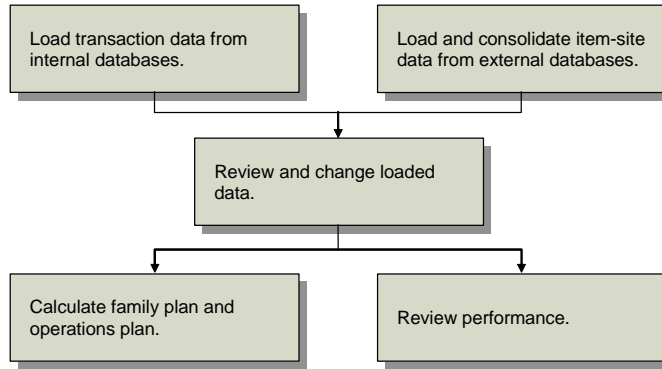 Load transaction data from
internal databases.
Load and consolidate item-site
data from external databases.
Review and change loaded
data.
Calculate family plan and
operations plan.
Review performance.